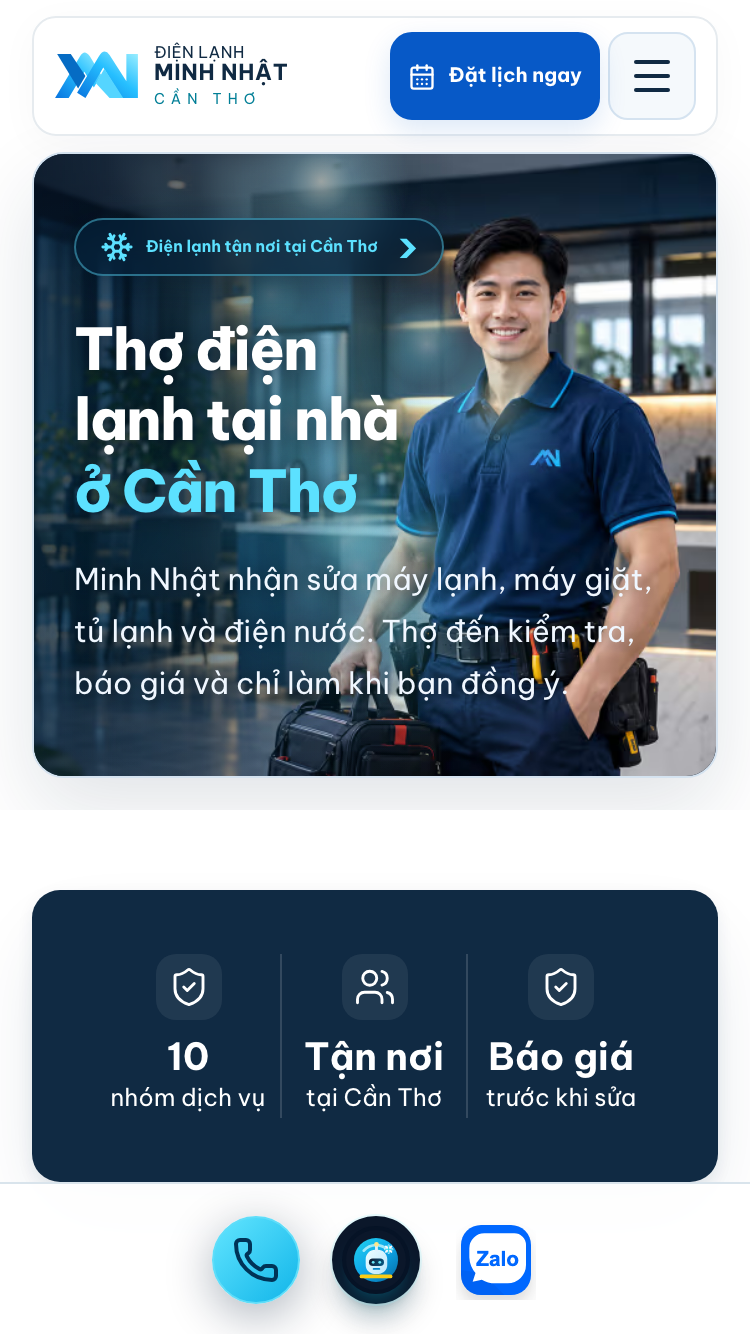 ĐIỆN LẠNH
MINH NHẬT
CẦN THƠ
Đặt lịch ngay
Điện lạnh tận nơi tại Cần Thơ
Thợ điện
lạnh tại nhà
ở Cần Thơ
Minh Nhật nhận sửa máy lạnh, máy giặt,
tủ lạnh và điện nước. Thợ đến kiểm tra,
báo giá và chỉ làm khi bạn đồng ý.
10
nhóm dịch vụ
Tận nơi
tại Cần Thơ
Báo giá
trước khi sửa
Zalo